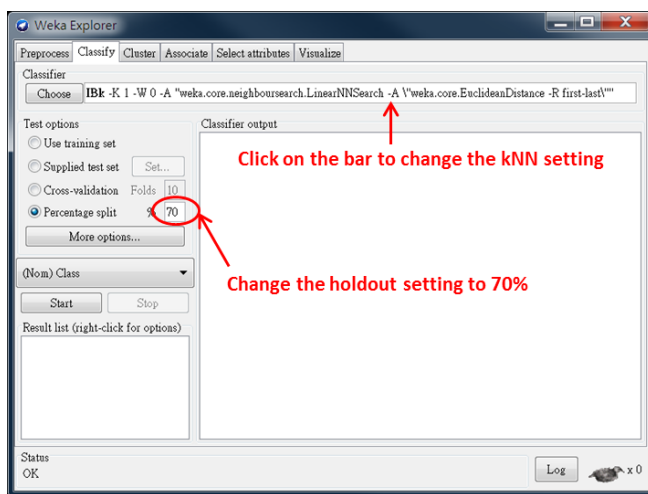 Weka Explorer
Preprocess Classify Cluster Associate Select attributes Visualize
Classifier
Choose IBk -K 1 -W 0 -A "weka.core.neighboursearch.LinearNNSearch -A \"weka.core.EuclideanDistance -R first-last\""
Test options
Classifier output
Use training set
Supplied test set Set...
Cross-validation Folds 10
Percentage split % 70
More options...
Click on the bar to change the kNN setting
Change the holdout setting to 70%
(Nom) Class
Start Stop
Result list (right-click for options)
Status
OK
Log x 0